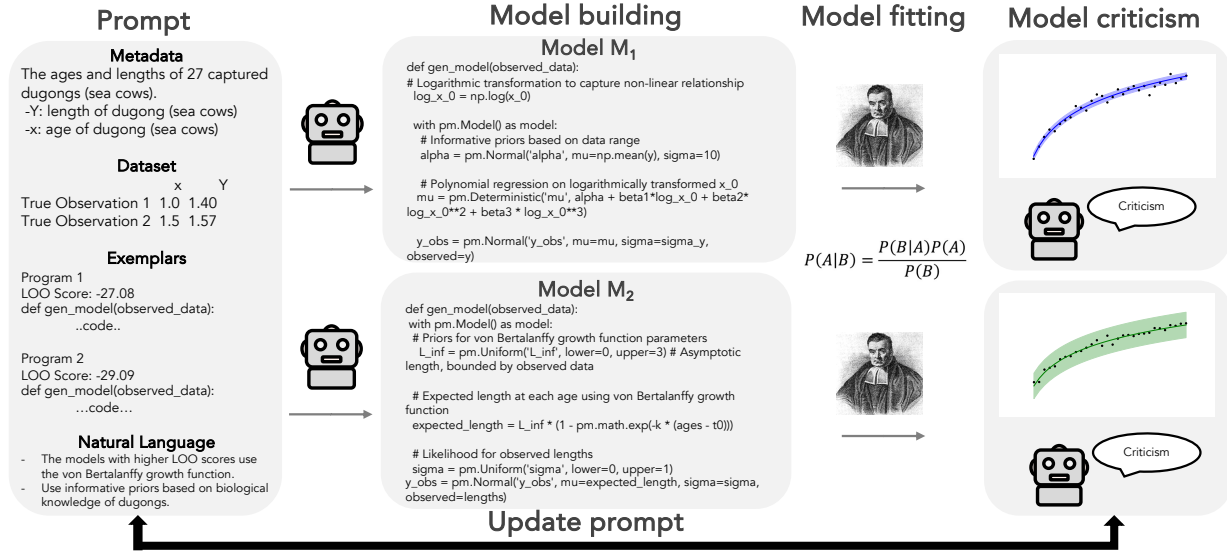 Prompt
Metadata
The ages and lengths of 27 captured
dugongs (sea cows).
-Y: length of dugong (sea cows)
-x: age of dugong (sea cows)
Dataset
x Y
True Observation 1 1.0 1.40
True Observation 2 1.5 1.57
Exemplars
Program 1
LOO Score: -27.08
def gen_model(observed_data):
..code..
Program 2
LOO Score: -29.09
def gen_model(observed_data):
...code...
Natural Language
- The models with higher LOO scores use
the von Bertalanffy growth function.
- Use informative priors based on biological
knowledge of dugongs.
Model building
Model M1
def gen_model(observed_data):
# Logarithmic transformation to capture non-linear relationship
log_x_0 = np.log(x_0)
with pm.Model() as model:
# Informative priors based on data range
alpha = pm.Normal('alpha', mu=np.mean(y), sigma=10)
# Polynomial regression on logarithmically transformed x_0
mu = pm.Deterministic('mu', alpha + beta1*log_x_0 + beta2*
log_x_0**2 + beta3 * log_x_0**3)
y_obs = pm.Normal('y_obs', mu=mu, sigma=sigma_y,
observed=y)
Model M2
def gen_model(observed_data):
with pm.Model() as model:
# Priors for von Bertalanffy growth function parameters
L_inf = pm.Uniform('L_inf', lower=0, upper=3) # Asymptotic
length, bounded by observed data
# Expected length at each age using von Bertalanffy growth
function
expected_length = L_inf * (1 - pm.math.exp(-k * (ages - t0)))
# Likelihood for observed lengths
sigma = pm.Uniform('sigma', lower=0, upper=1)
y_obs = pm.Normal('y_obs', mu=expected_length, sigma=sigma,
observed=lengths)
Model fitting
P(A|B) = P(B|A)P(A) / P(B)
Model criticism
Criticism
Criticism
Update prompt